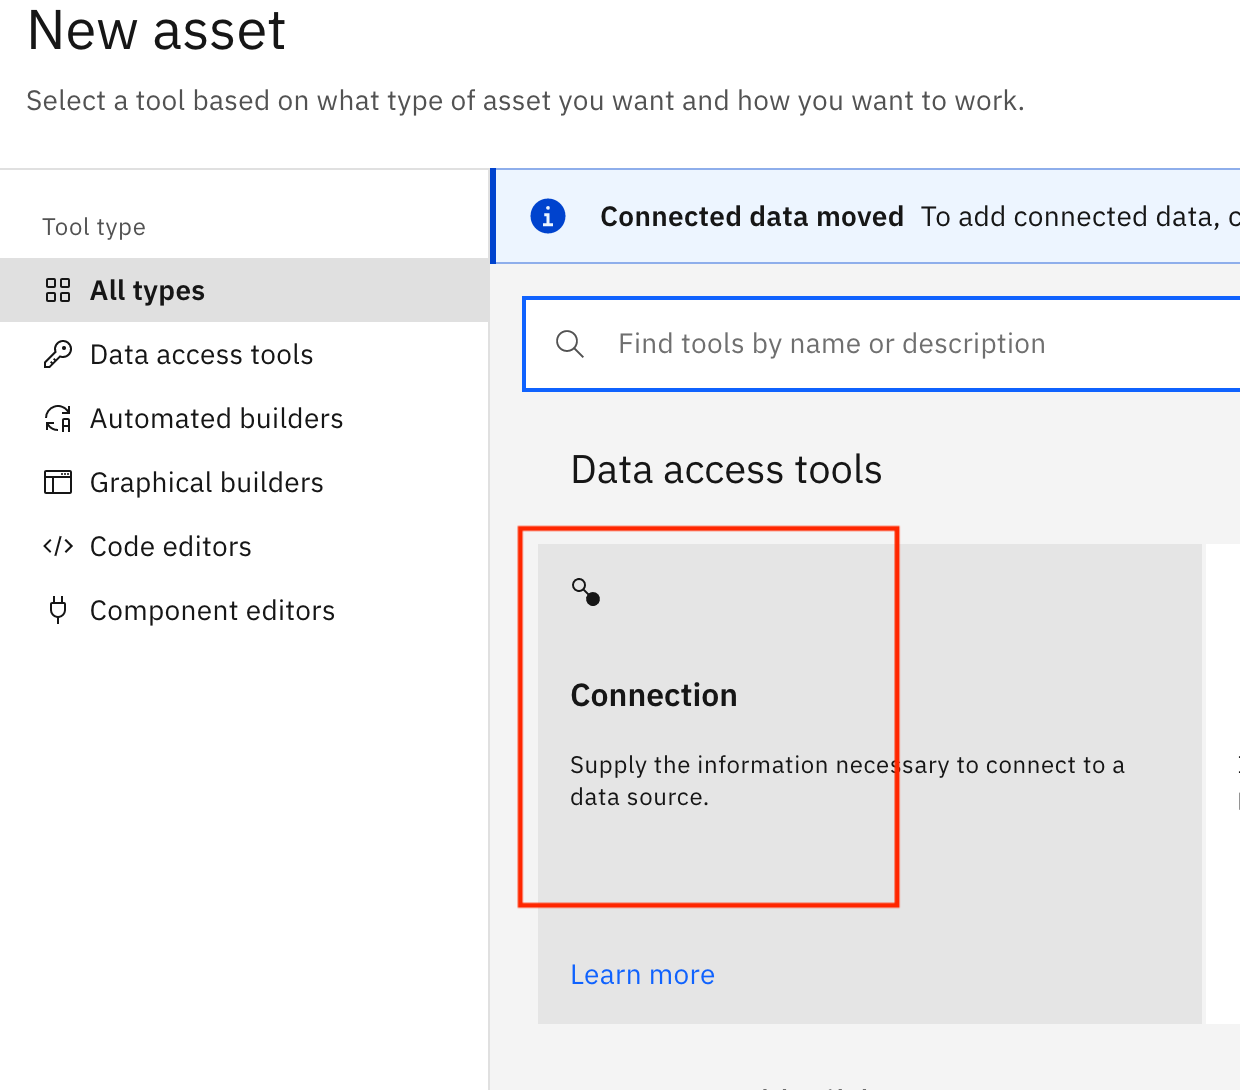 New asset
Select a tool based on what type of asset you want and how you want to work.
Tool type
All types
Data access tools
Automated builders
Graphical builders
Code editors
Component editors
Connected data moved To add connected data,
Find tools by name or description
Data access tools
Connection
Supply the information necessary to connect to a
data source.
Learn more